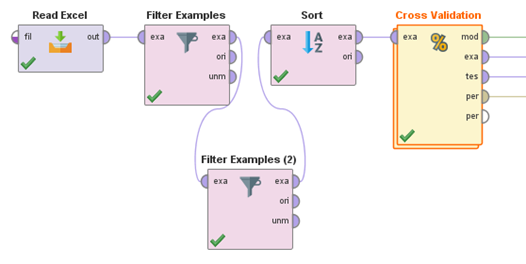 Read Excel
fil
out
Filter Examples
exa
exa
ori
unm
Sort
exa
exa
ori
A
Z
Cross Validation
exa
%
mod
exa
tes
per
per
Filter Examples (2)
exa
exa
ori
unm